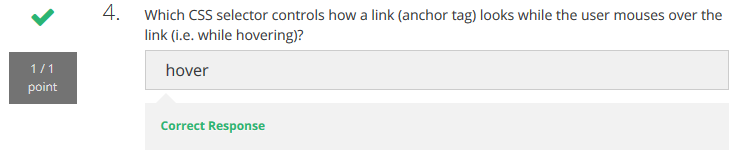 4. Which CSS selector controls how a link (anchor tag) looks while the user mouses over the
link (i.e. while hovering)?
1 / 1
point
hover
Correct Response